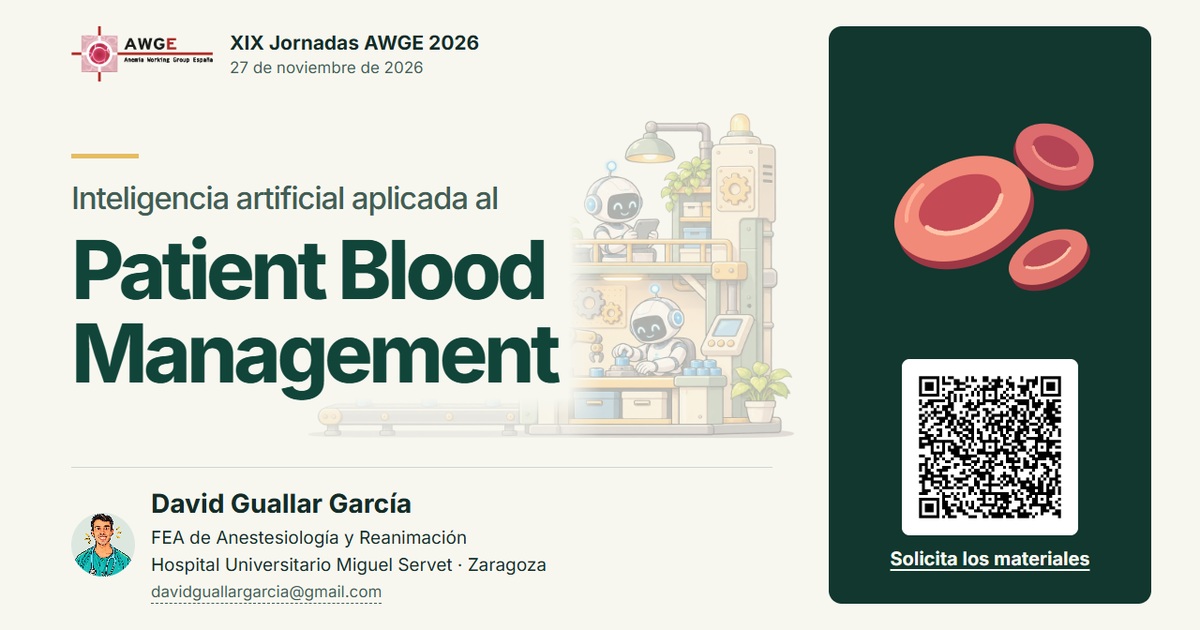 AWGE
Anemia Working Group España
XIX Jornadas AWGE 2026
27 de noviembre de 2026
Inteligencia artificial aplicada al
Patient Blood
Management
David Guallar García
FEA de Anestesiología y Reanimación
Hospital Universitario Miguel Servet · Zaragoza
davidguallargarcia@gmail.com
Solicita los materiales